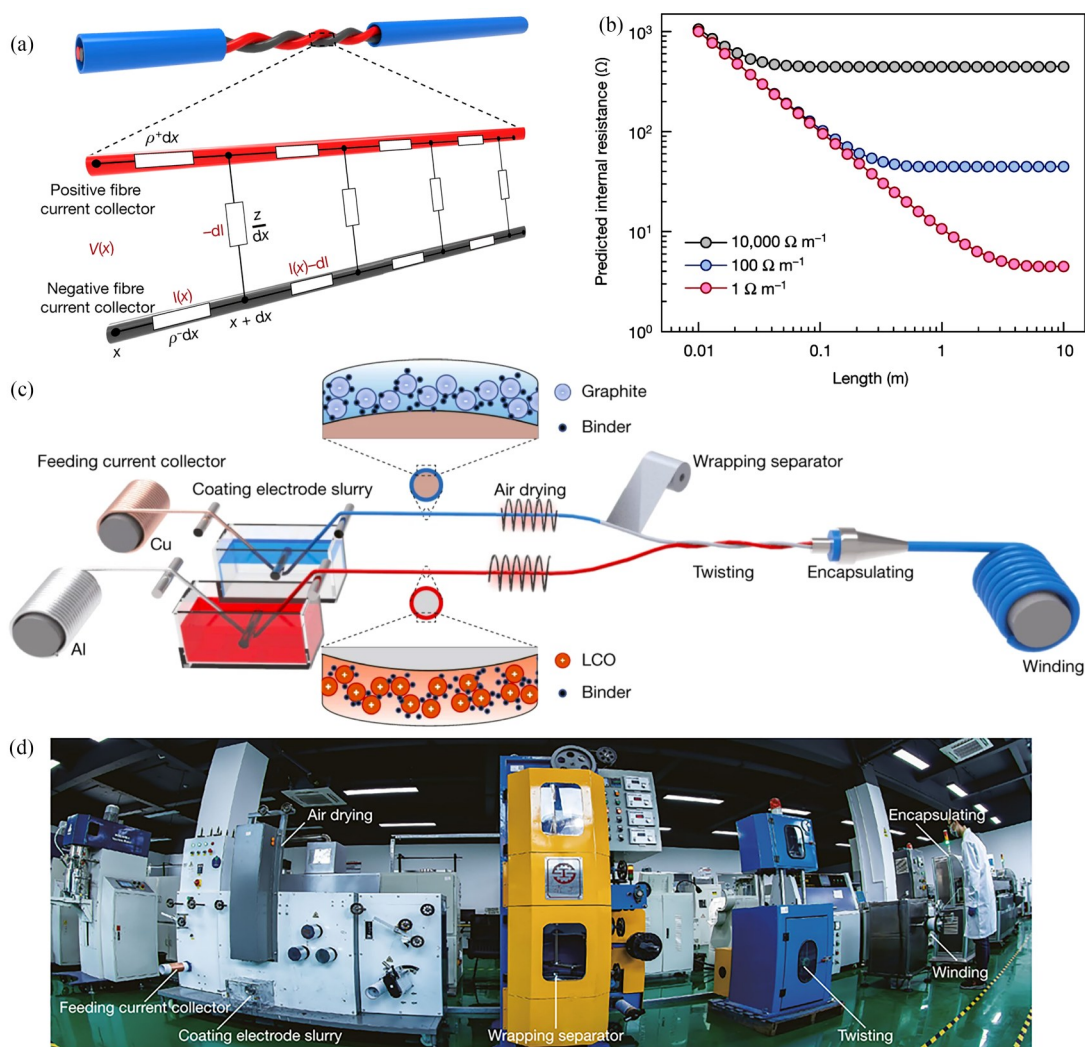 (a)
ρ⁺dx
Positive fibre
current collector
–dI
z
dx
V(x)
I(x)–dI
Negative fibre
current collector
I(x)
x + dx
ρ⁻dx
x
(b)
Predicted internal resistance (Ω)
10³
10²
10¹
10⁰
10,000 Ω m⁻¹
100 Ω m⁻¹
1 Ω m⁻¹
0.01
0.1
1
10
Length (m)
(c)
Graphite
Binder
Feeding current collector
Coating electrode slurry
Air drying
Wrapping separator
Cu
Twisting
Encapsulating
Al
LCO
Binder
Winding
(d)
Air drying
Encapsulating
Feeding current collector
Coating electrode slurry
Wrapping separator
Twisting
Winding